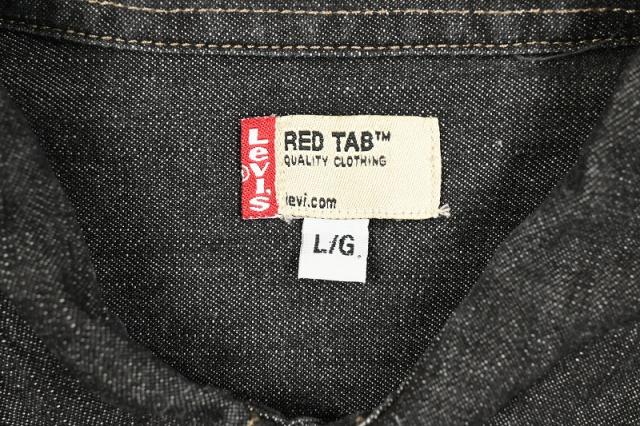 Levi's®
RED TAB™
QUALITY CLOTHING
levi.com
L/G